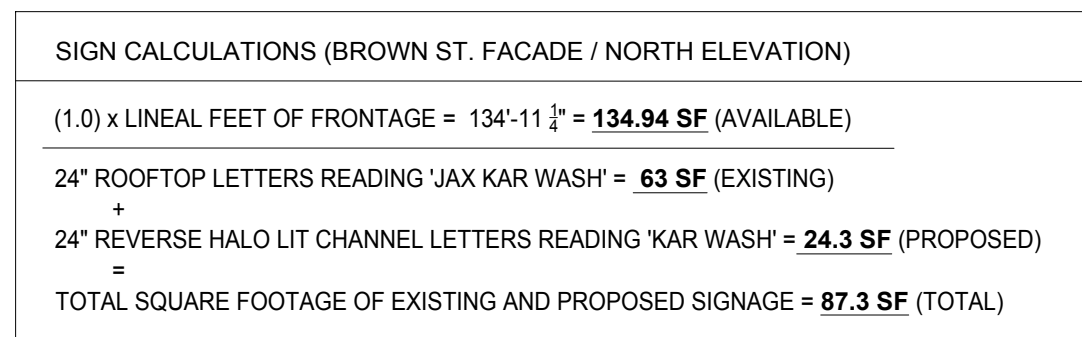 SIGN CALCULATIONS (BROWN ST. FACADE / NORTH ELEVATION)
(1.0) x LINEAL FEET OF FRONTAGE = 134'-11 1/4" = 134.94 SF (AVAILABLE)
24" ROOFTOP LETTERS READING 'JAX KAR WASH' = 63 SF (EXISTING)
+
24" REVERSE HALO LIT CHANNEL LETTERS READING 'KAR WASH' = 24.3 SF (PROPOSED)
=
TOTAL SQUARE FOOTAGE OF EXISTING AND PROPOSED SIGNAGE = 87.3 SF (TOTAL)